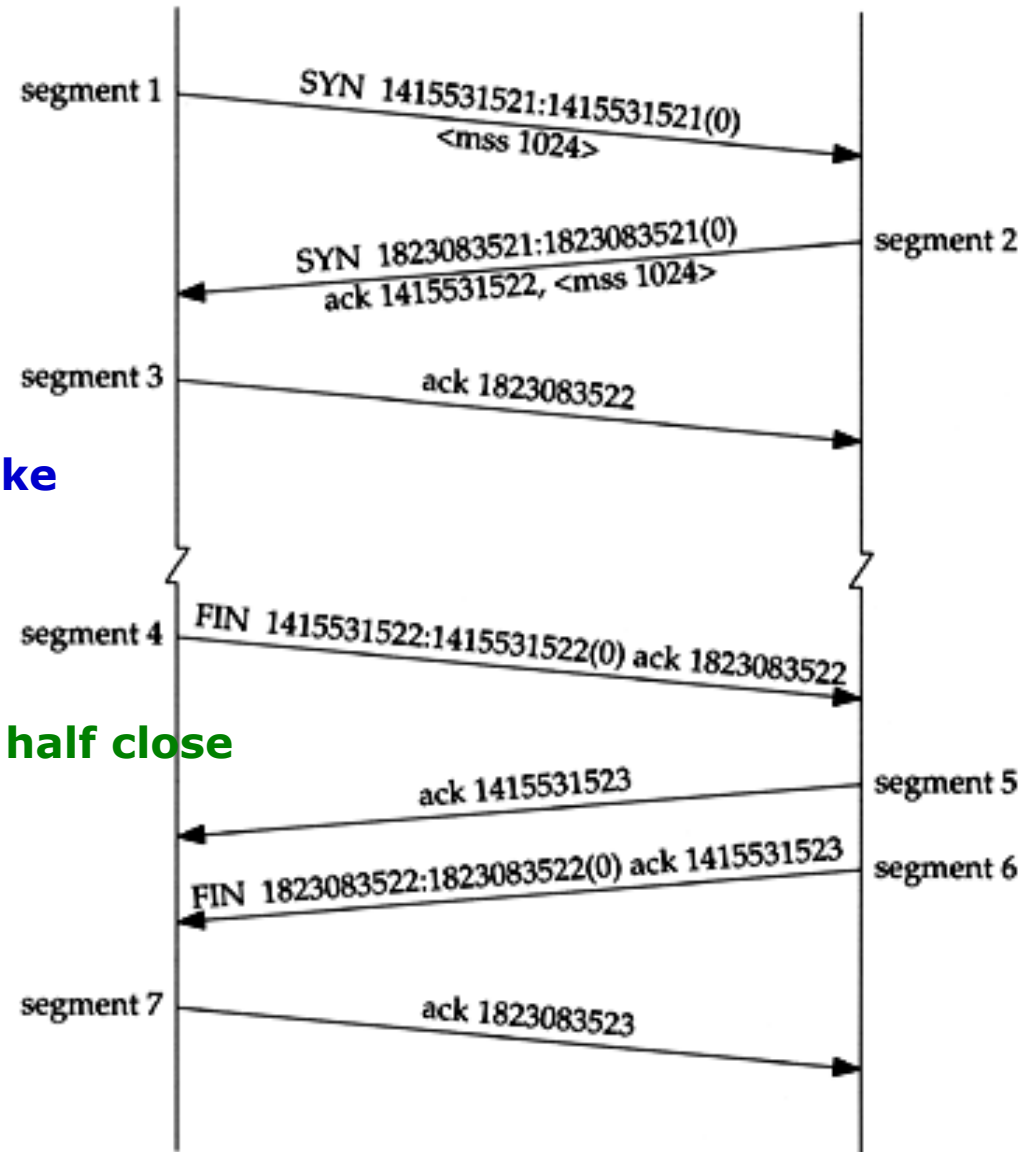 segment 1
SYN 1415531521:1415531521(0)
<mss 1024>
SYN 1823083521:1823083521(0)
segment 2
ack 1415531522, <mss 1024>
segment 3
ack 1823083522
ke
segment 4
FIN 1415531522:1415531522(0) ack 1823083522
half close
ack 1415531523
segment 5
FIN 1823083522:1823083522(0) ack 1415531523
segment 6
segment 7
ack 1823083523